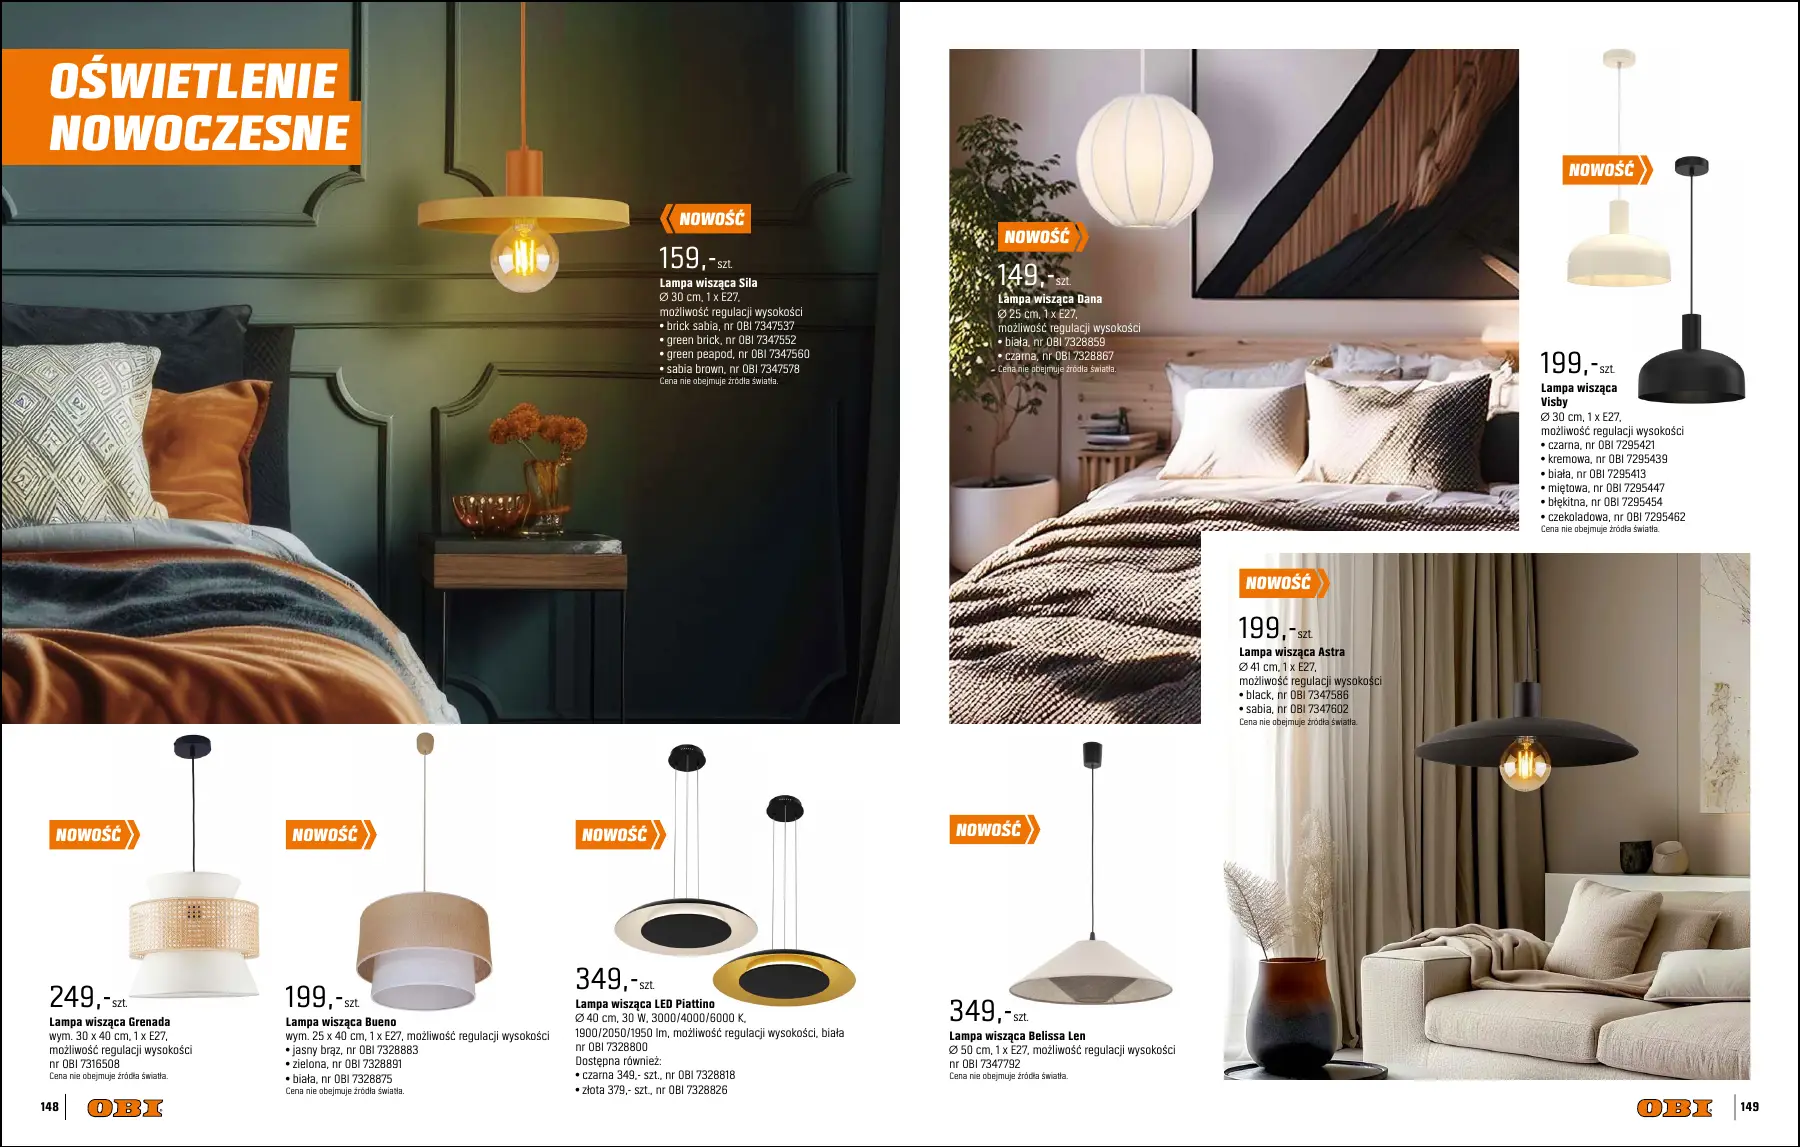 OŚWIETLENIE
NOWOCZESNE
NOWOŚĆ
159,-szt.
Lampa wisząca Sila
Ø 30 cm, 1 x E27,
możliwość regulacji wysokości
• brick sabia, nr OBI 7347537
• green brick, nr OBI 7347552
• green peapod, nr OBI 7347560
• sabia brown, nr OBI 7347578
Cena nie obejmuje źródła światła.
NOWOŚĆ
249,-szt.
Lampa wisząca Grenada
wym. 30 x 40 cm, 1 x E27,
możliwość regulacji wysokości
nr OBI 7316508
Cena nie obejmuje źródła światła.
NOWOŚĆ
199,-szt.
Lampa wisząca Bueno
wym. 25 x 40 cm, 1 x E27, możliwość regulacji wysokości
• jasny brąz, nr OBI 7328883
• zielona, nr OBI 7328891
• biała, nr OBI 7328875
Cena nie obejmuje źródła światła.
NOWOŚĆ
349,-szt.
Lampa wisząca LED Piattino
Ø 40 cm, 30 W, 3000/4000/6000 K,
1900/2050/1950 lm, możliwość regulacji wysokości, biała
nr OBI 7328800
Dostępna również:
• czarna 349,- szt., nr OBI 7328818
• złota 379,- szt., nr OBI 7328826
148
OBI
NOWOŚĆ
149,-szt.
Lampa wisząca Dana
Ø 25 cm, 1 x E27,
możliwość regulacji wysokości
• biała, nr OBI 7328859
• czarna, nr OBI 7328867
Cena nie obejmuje źródła światła.
NOWOŚĆ
199,-szt.
Lampa wisząca
Visby
Ø 30 cm, 1 x E27,
możliwość regulacji wysokości
• czarna, nr OBI 7295421
• kremowa, nr OBI 7295439
• biała, nr OBI 7295413
• miętowa, nr OBI 7295447
• błękitna, nr OBI 7295454
• czekoladowa, nr OBI 7295462
Cena nie obejmuje źródła światła.
NOWOŚĆ
199,-szt.
Lampa wisząca Astra
Ø 41 cm, 1 x E27,
możliwość regulacji wysokości
• black, nr OBI 7347586
• sabia, nr OBI 7347602
Cena nie obejmuje źródła światła.
NOWOŚĆ
349,-szt.
Lampa wisząca Belissa Len
Ø 50 cm, 1 x E27, możliwość regulacji wysokości
nr OBI 7347792
Cena nie obejmuje źródła światła.
OBI
149